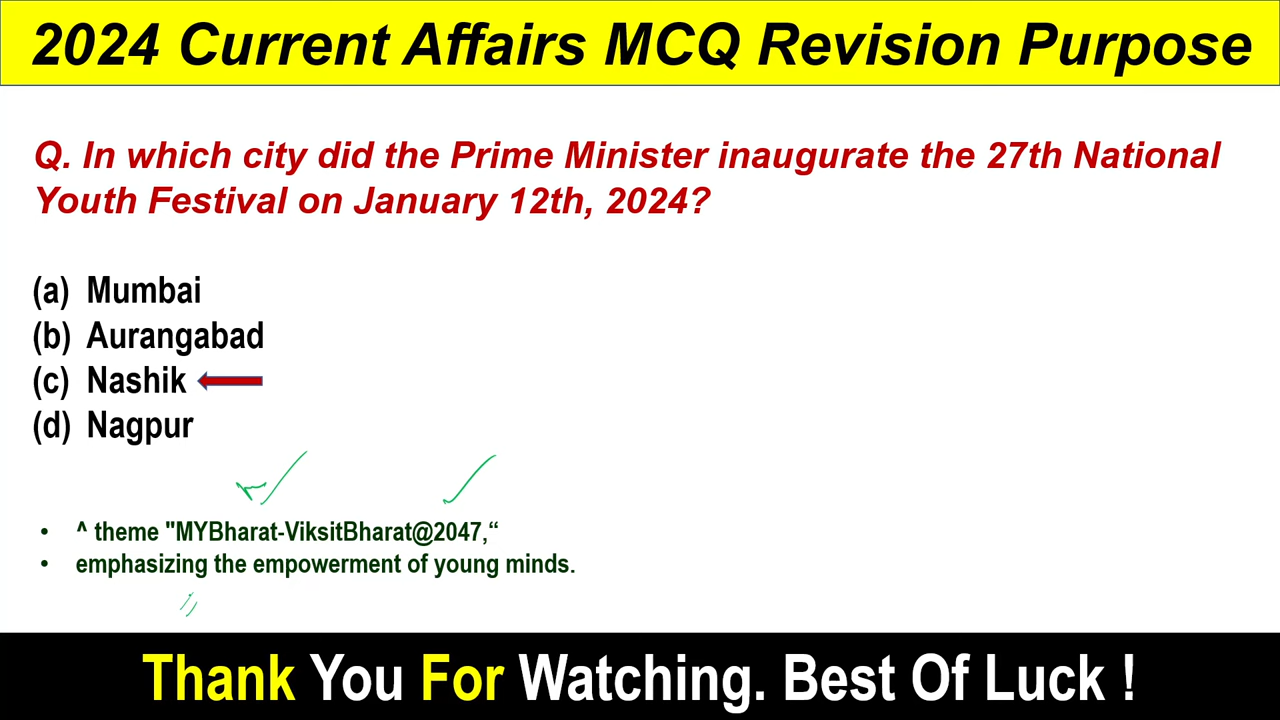 2024 Current Affairs MCQ Revision Purpose
Q. In which city did the Prime Minister inaugurate the 27th National
Youth Festival on January 12th, 2024?
(a) Mumbai
(b) Aurangabad
(c) Nashik
(d) Nagpur
• ^ theme "MYBharat-ViksitBharat@2047,“
• emphasizing the empowerment of young minds.
Thank You For Watching. Best Of Luck !